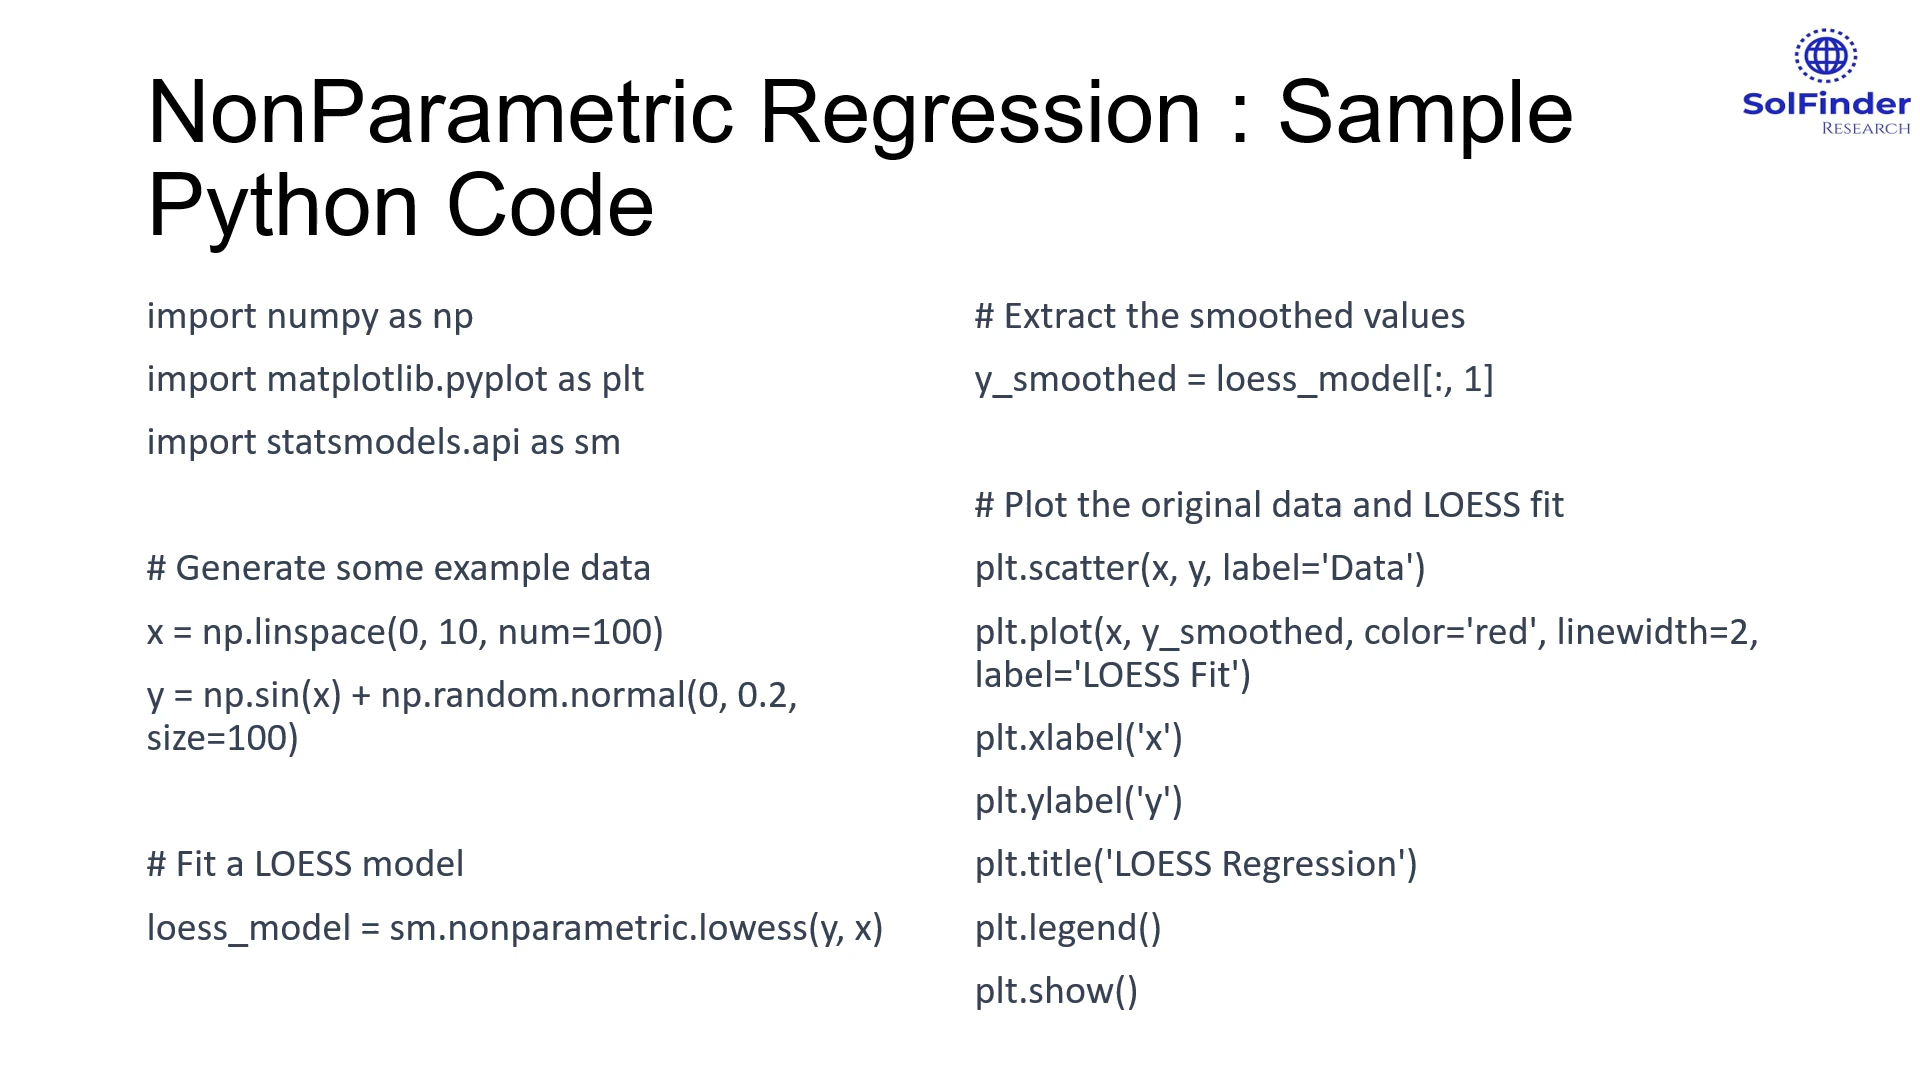 NonParametric Regression : Sample
Python Code
SolFinder
RESEARCH
import numpy as np
import matplotlib.pyplot as plt
import statsmodels.api as sm
# Generate some example data
x = np.linspace(0, 10, num=100)
y = np.sin(x) + np.random.normal(0, 0.2,
size=100)
# Fit a LOESS model
loess_model = sm.nonparametric.lowess(y, x)
# Extract the smoothed values
y_smoothed = loess_model[:, 1]
# Plot the original data and LOESS fit
plt.scatter(x, y, label='Data')
plt.plot(x, y_smoothed, color='red', linewidth=2,
label='LOESS Fit')
plt.xlabel('x')
plt.ylabel('y')
plt.title('LOESS Regression')
plt.legend()
plt.show()